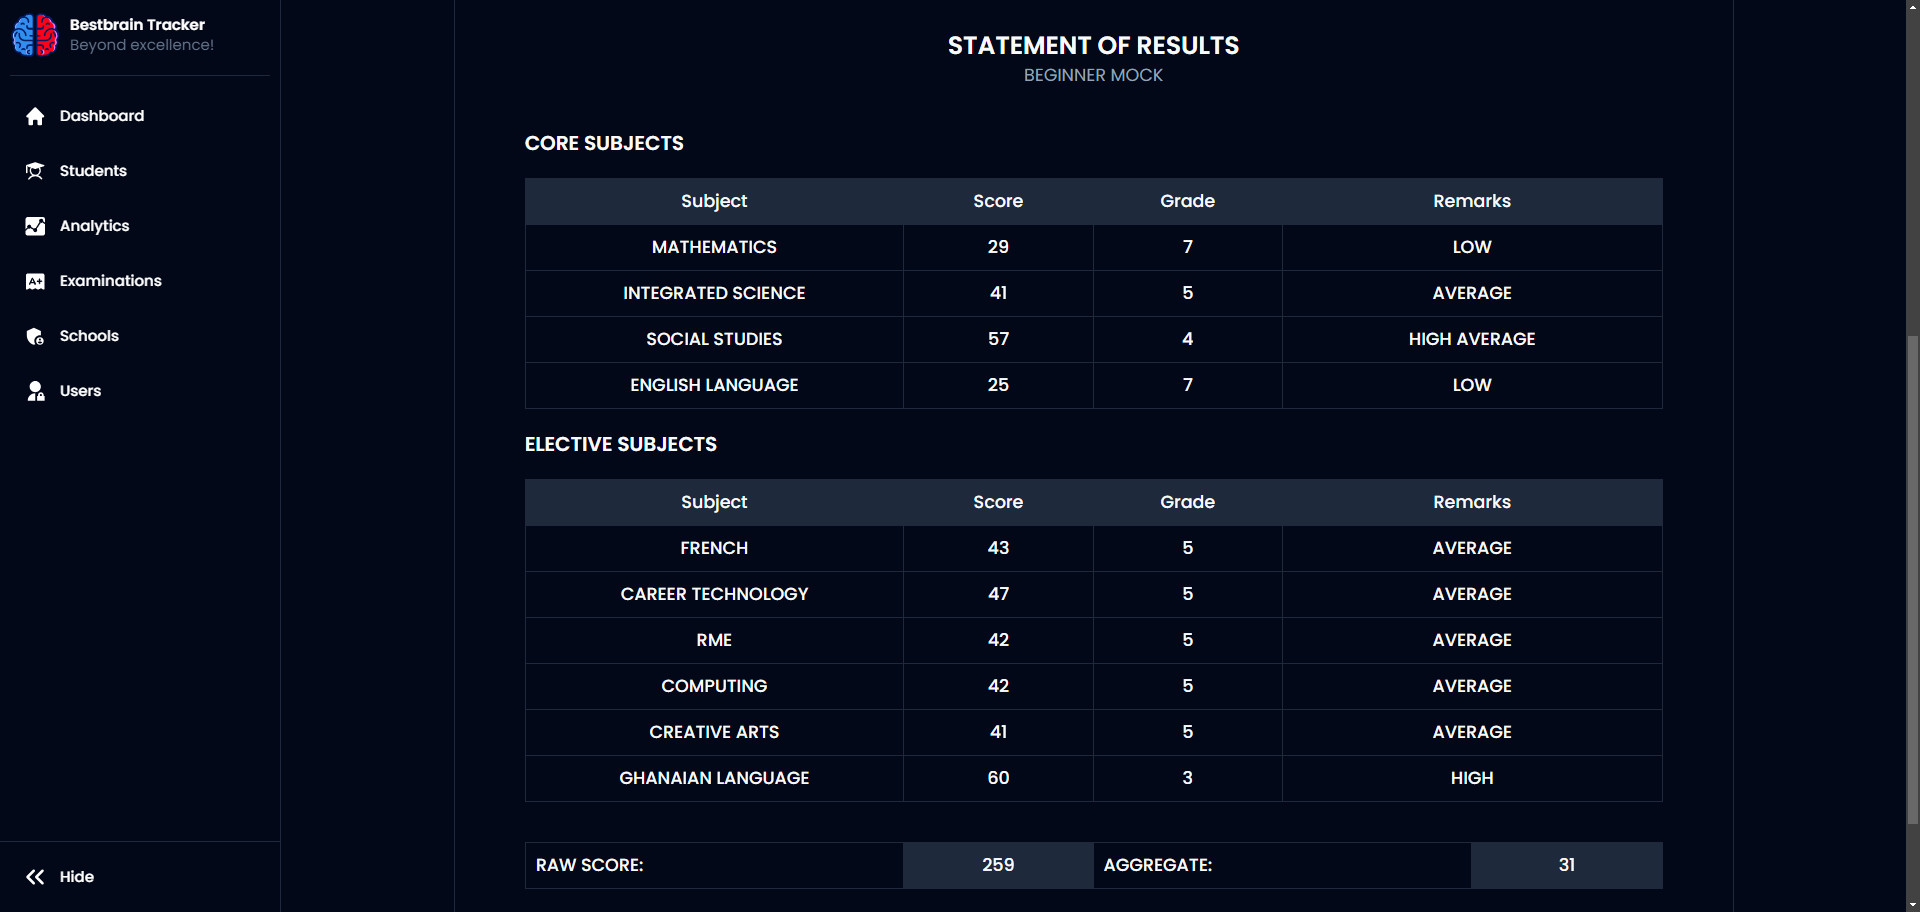 Bestbrain Tracker
Beyond excellence!
Dashboard
Students
Analytics
A+ Examinations
Schools
Users
Hide
STATEMENT OF RESULTS
BEGINNER MOCK
CORE SUBJECTS
Subject Score Grade Remarks
MATHEMATICS 29 7 LOW
INTEGRATED SCIENCE 41 5 AVERAGE
SOCIAL STUDIES 57 4 HIGH AVERAGE
ENGLISH LANGUAGE 25 7 LOW
ELECTIVE SUBJECTS
Subject Score Grade Remarks
FRENCH 43 5 AVERAGE
CAREER TECHNOLOGY 47 5 AVERAGE
RME 42 5 AVERAGE
COMPUTING 42 5 AVERAGE
CREATIVE ARTS 41 5 AVERAGE
GHANAIAN LANGUAGE 60 3 HIGH
RAW SCORE: 259 AGGREGATE: 31